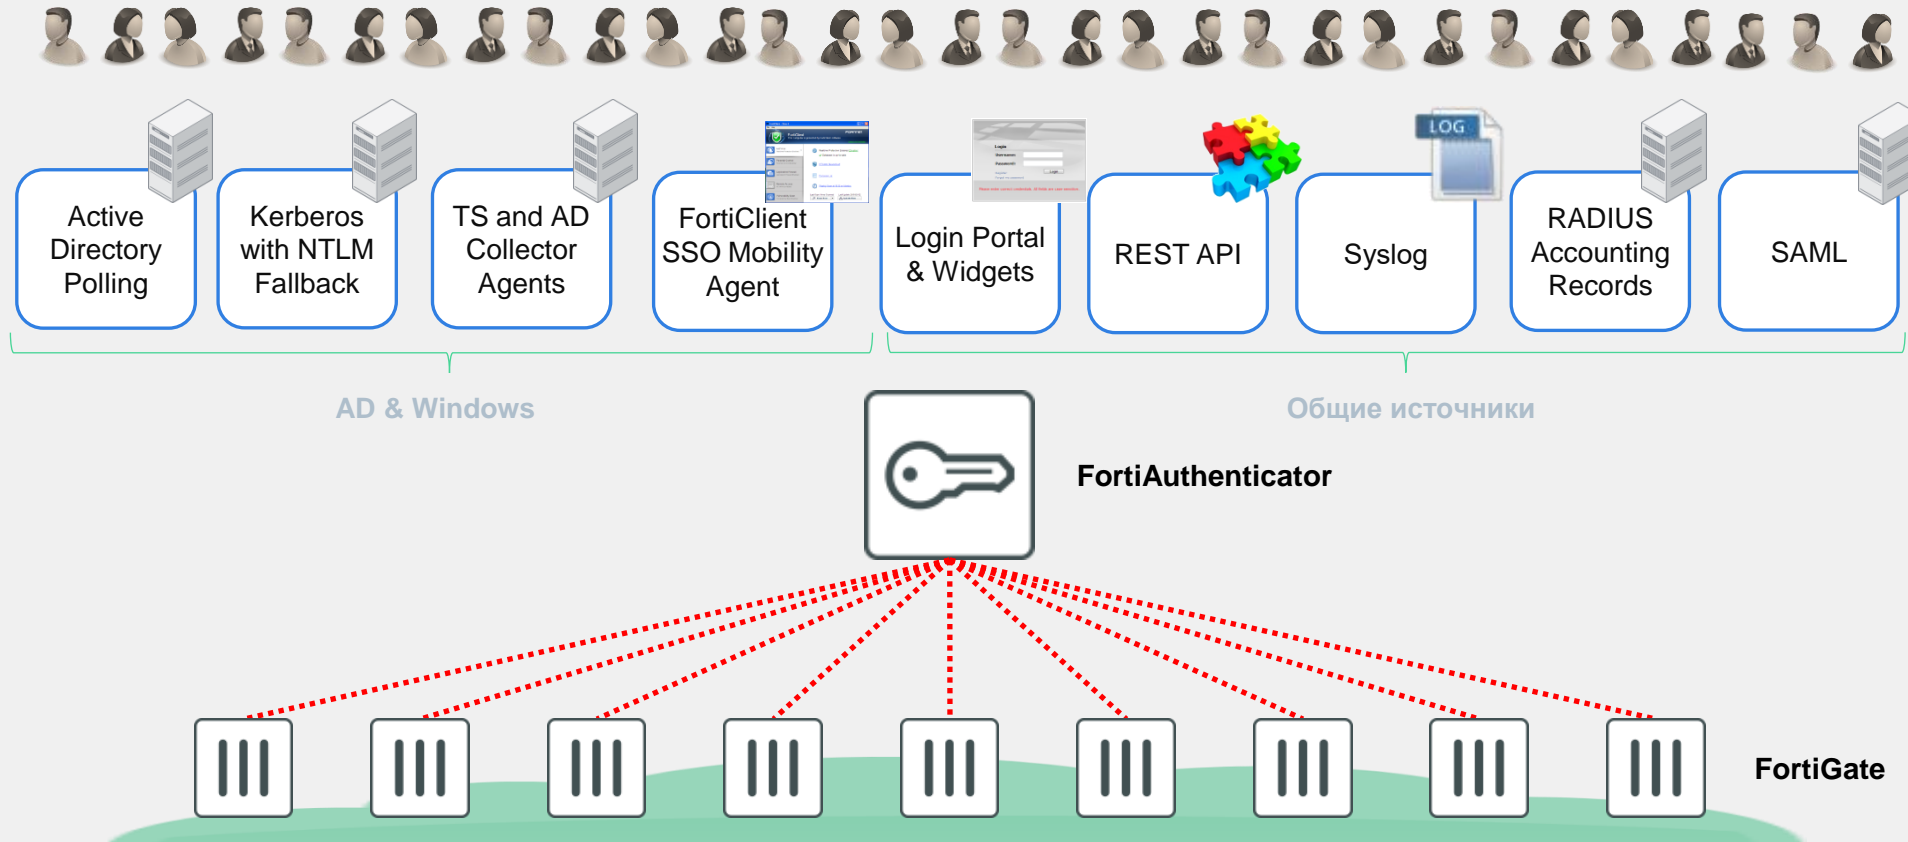 Active
Directory
Polling
Kerberos
with NTLM
Fallback
TS and AD
Collector
Agents
FortiClient
SSO Mobility
Agent
Login
Login Portal
& Widgets
REST API
LOG
Syslog
RADIUS
Accounting
Records
SAML
AD & Windows
Общие источники
FortiAuthenticator
FortiGate